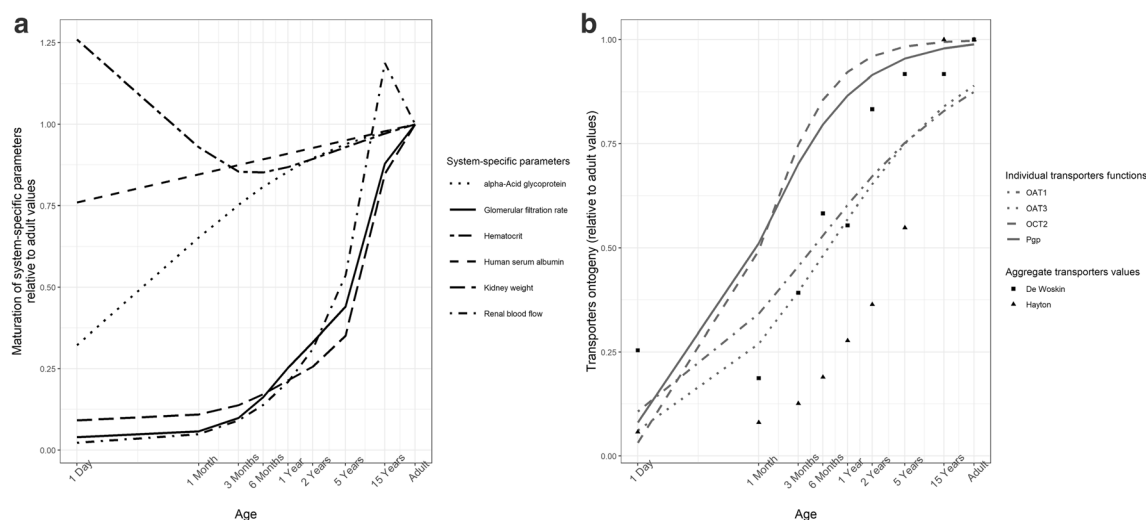 a
Maturation of system-specific parameters
relative to adult values
1.25
1.00
0.75
0.50
0.25
0.00
1 Day
1 Month
3 Months
6 Months
1 Year
2 Years
5 Years
15 Years
Adult
Age
System-specific parameters
alpha-Acid glycoprotein
Glomerular filtration rate
Hematocrit
Human serum albumin
Kidney weight
Renal blood flow
b
Transporters ontogeny (relative to adult values)
1.00
0.75
0.50
0.25
0.00
1 Day
1 Month
3 Months
6 Months
1 Year
2 Years
5 Years
15 Years
Adult
Age
Individual transporters functions
OAT1
OAT3
OCT2
Pgp
Aggregate transporters values
De Woskin
Hayton